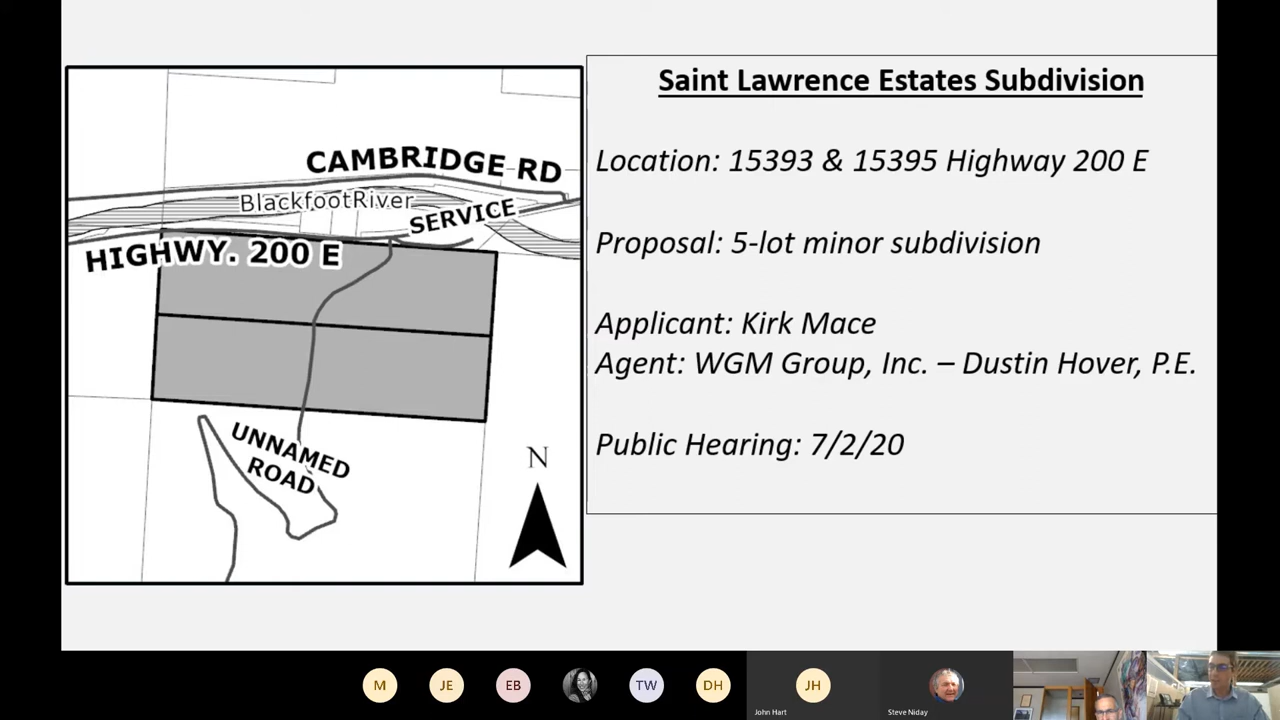 Saint Lawrence Estates Subdivision
Location: 15393 & 15395 Highway 200 E
Proposal: 5-lot minor subdivision
Applicant: Kirk Mace
Agent: WGM Group, Inc. – Dustin Hover, P.E.
Public Hearing: 7/2/20
CAMBRIDGE RD
BlackfootRiver
SERVICE
HIGHWY. 200 E
UNNAMED
ROAD
N
M
JE
EB
TW
DH
JH
John Hart
Steve Niday